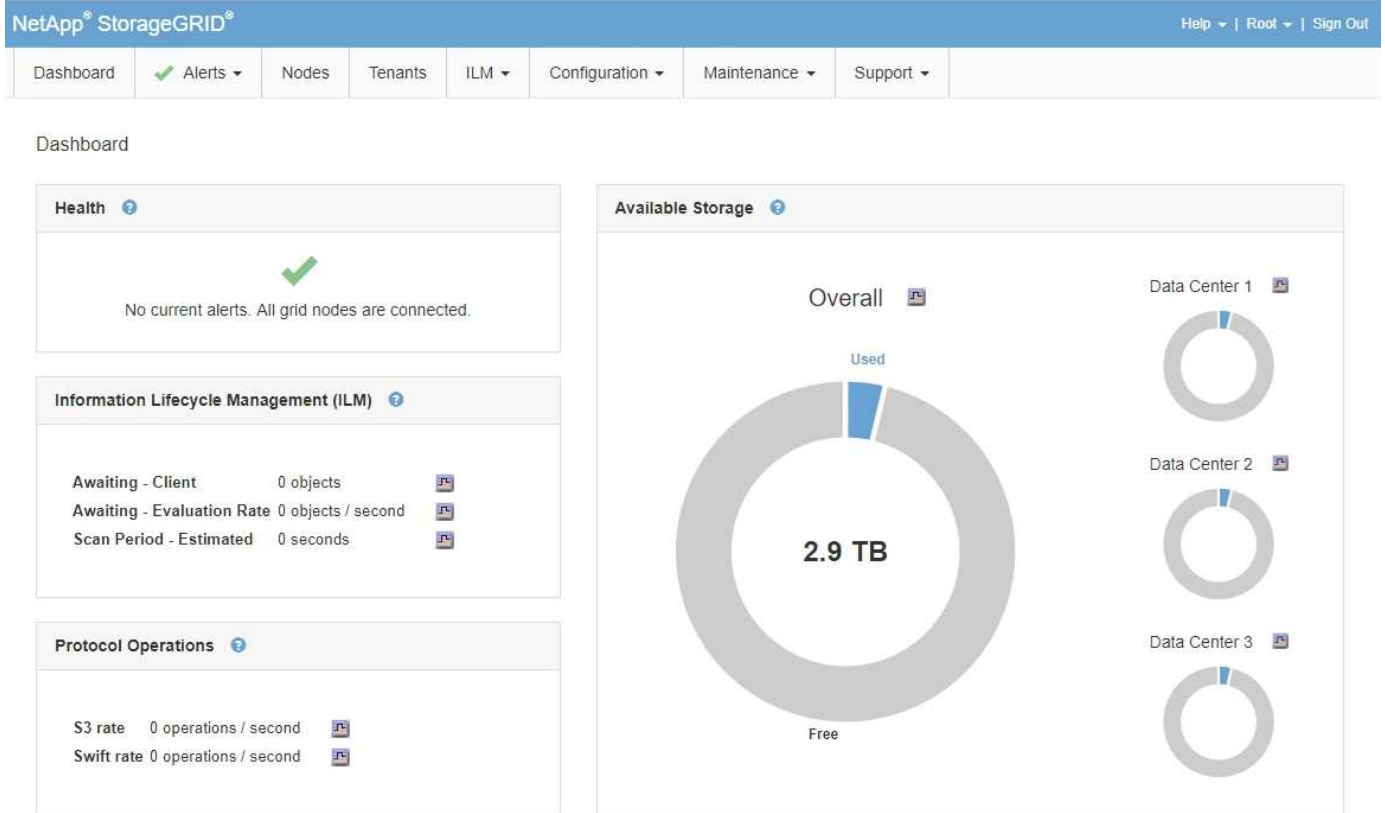 NetApp® StorageGRID®
Help | Root | Sign Out
Dashboard
Alerts
Nodes
Tenants
ILM
Configuration
Maintenance
Support
Dashboard
Health
No current alerts. All grid nodes are connected.
Information Lifecycle Management (ILM)
Awaiting - Client 0 objects
Awaiting - Evaluation Rate 0 objects / second
Scan Period - Estimated 0 seconds
Protocol Operations
S3 rate 0 operations / second
Swift rate 0 operations / second
Available Storage
Overall
Used
2.9 TB
Free
Data Center 1
Data Center 2
Data Center 3